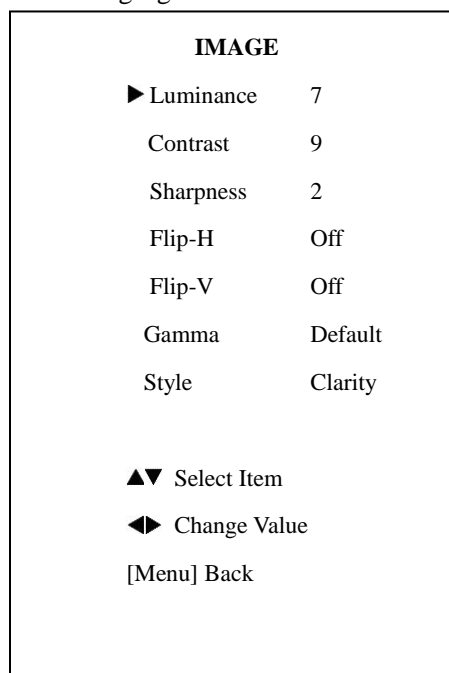 IMAGE
▶ Luminance 7
Contrast 9
Sharpness 2
Flip-H Off
Flip-V Off
Gamma Default
Style Clarity
▲▼ Select Item
◀▶ Change Value
[Menu] Back